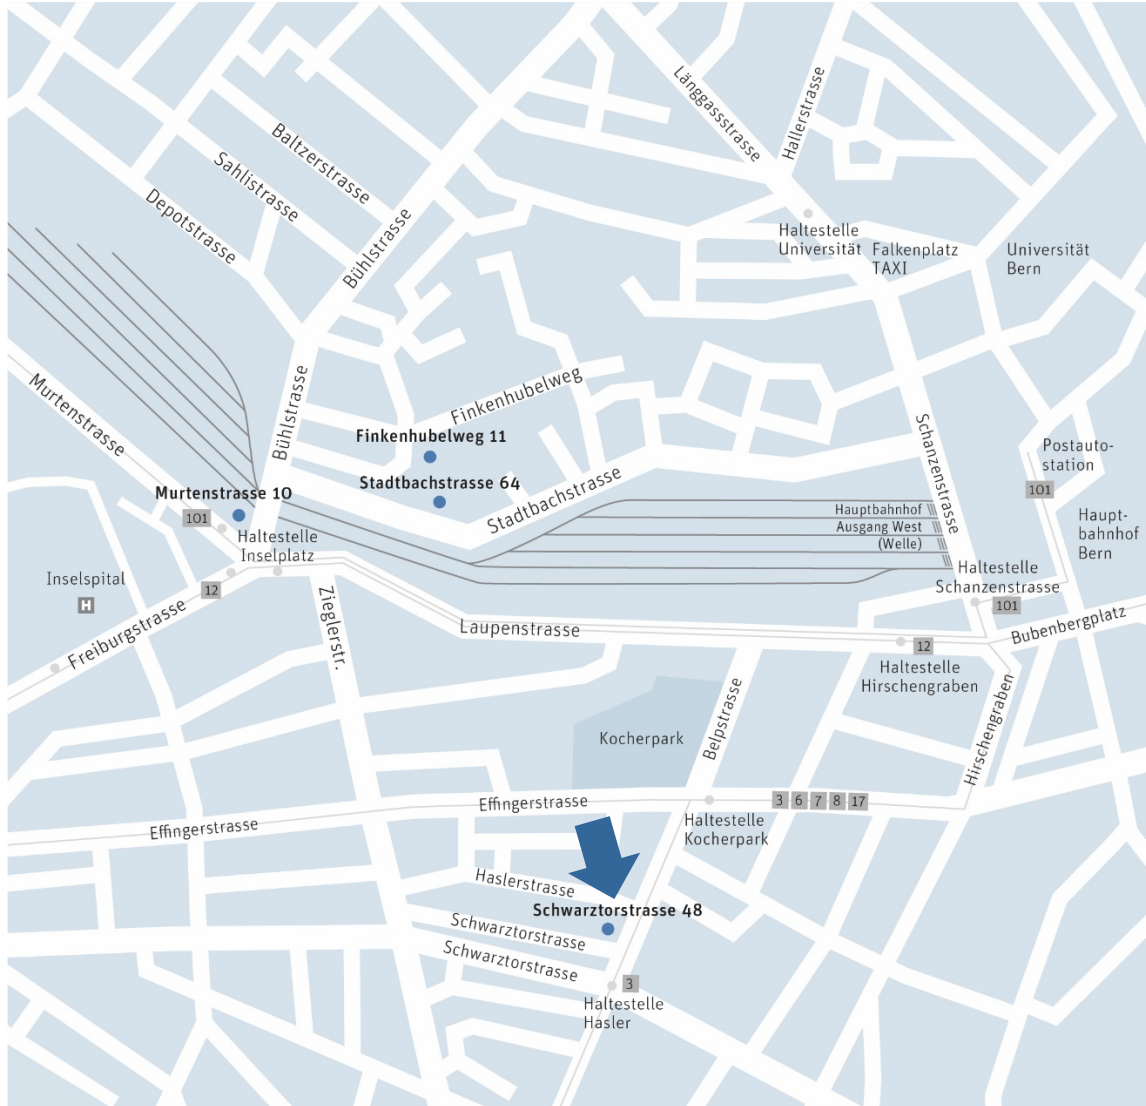 Länggassstrasse
Hallerstrasse
Baltzerstrasse
Sahlistrasse
Depotstrasse
Bühlstrasse
Haltestelle
Universität
Falkenplatz
TAXI
Universität
Bern
Murtenstrasse
Bühlstrasse
Finkenhubelweg
Finkenhubelweg 11
Stadtbachstrasse 64
Stadtbachstrasse
Schanzenstrasse
Postauto-
station
101
Murtenstrasse 10
101
Haltestelle
Inselplatz
Hauptbahnhof
Ausgang West
(Welle)
Haupt-
bahnhof
Bern
Inselspital
H
12
Freiburgstrasse
Zieglerstr.
Laupenstrasse
Haltestelle
Schanzenstrasse
101
Bubenbergplatz
12
Haltestelle
Hirschengraben
Hirschengraben
Belpstrasse
Kocherpark
Effingerstrasse
Effingerstrasse
3 6 7 8 17
Haltestelle
Kocherpark
Haslerstrasse
Schwarztorstrasse 48
Schwarztorstrasse
Schwarztorstrasse
3
Haltestelle
Hasler